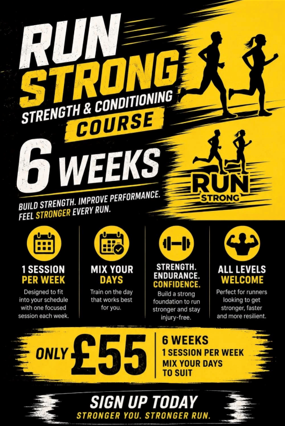 RUN
STRONG
STRENGTH & CONDITIONING
COURSE
6 WEEKS
BUILD STRENGTH. IMPROVE PERFORMANCE.
FEEL STRONGER EVERY RUN.
RUN
STRONG
1 SESSION
PER WEEK
Designed to fit
into your schedule
with one focused
session each week.
MIX YOUR
DAYS
Train on the day
that works best
for you.
STRENGTH.
ENDURANCE.
CONFIDENCE.
Build a strong
foundation to run
stronger and stay
injury-free.
ALL LEVELS
WELCOME
Perfect for runners
looking to get
stronger, faster
and more resilient.
ONLY £55
6 WEEKS
1 SESSION PER WEEK
MIX YOUR DAYS
TO SUIT
SIGN UP TODAY
STRONGER YOU. STRONGER RUN.